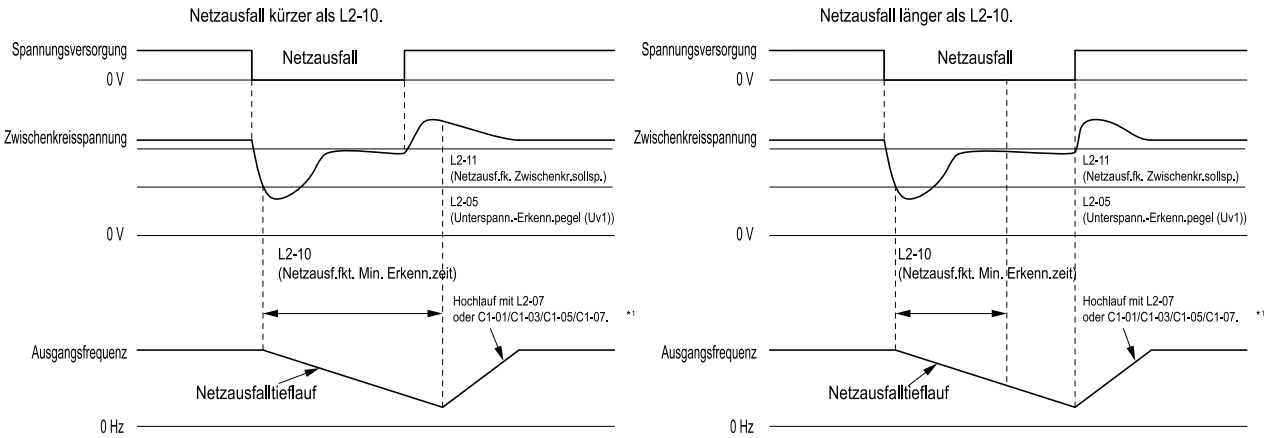 Netzausfall kürzer als L2-10.
Spannungsversorgung
Netzausfall
0 V
Zwischenkreisspannung
L2-11
(Netzausf.fk. Zwischenkr.sollsp.)
L2-05
(Unterspann.-Erkenn.pegel (Uv1))
0 V
L2-10
(Netzausf.fkt. Min. Erkenn.zeit)
Hochlauf mit L2-07
oder C1-01/C1-03/C1-05/C1-07. *1
Ausgangsfrequenz
Netzausfalltieflauf
0 Hz
Netzausfall länger als L2-10.
Spannungsversorgung
Netzausfall
0 V
Zwischenkreisspannung
L2-11
(Netzausf.fk. Zwischenkr.sollsp.)
L2-05
(Unterspann.-Erkenn.pegel (Uv1))
0 V
L2-10
(Netzausf.fkt. Min. Erkenn.zeit)
Hochlauf mit L2-07
oder C1-01/C1-03/C1-05/C1-07. *1
Ausgangsfrequenz
Netzausfalltieflauf
0 Hz